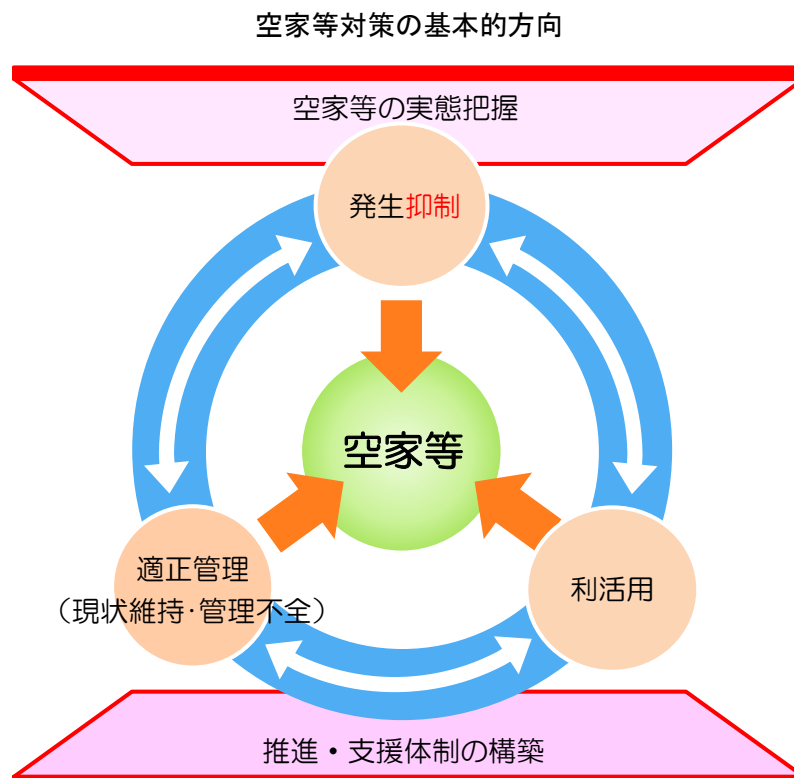 空家等対策の基本的方向
空家等の実態把握
発生抑制
空家等
適正管理
（現状維持･管理不全）
利活用
推進・支援体制の構築